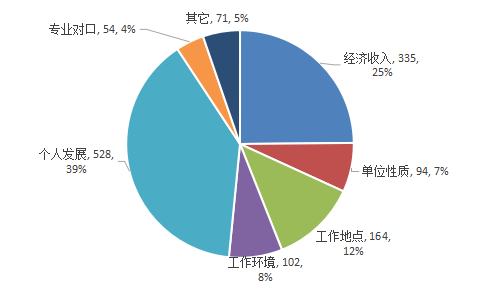 其它, 71, 5%
专业对口, 54, 4%
经济收入, 335,
25%
个人发展, 528,
39%
单位性质, 94, 7%
工作地点, 164,
12%
工作环境, 102,
8%